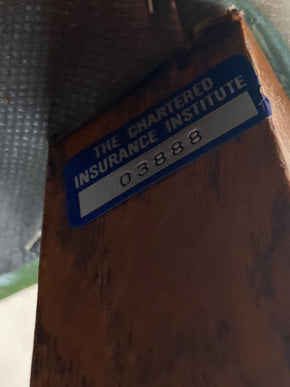 THE CHARTERED
INSURANCE INSTITUTE
03888